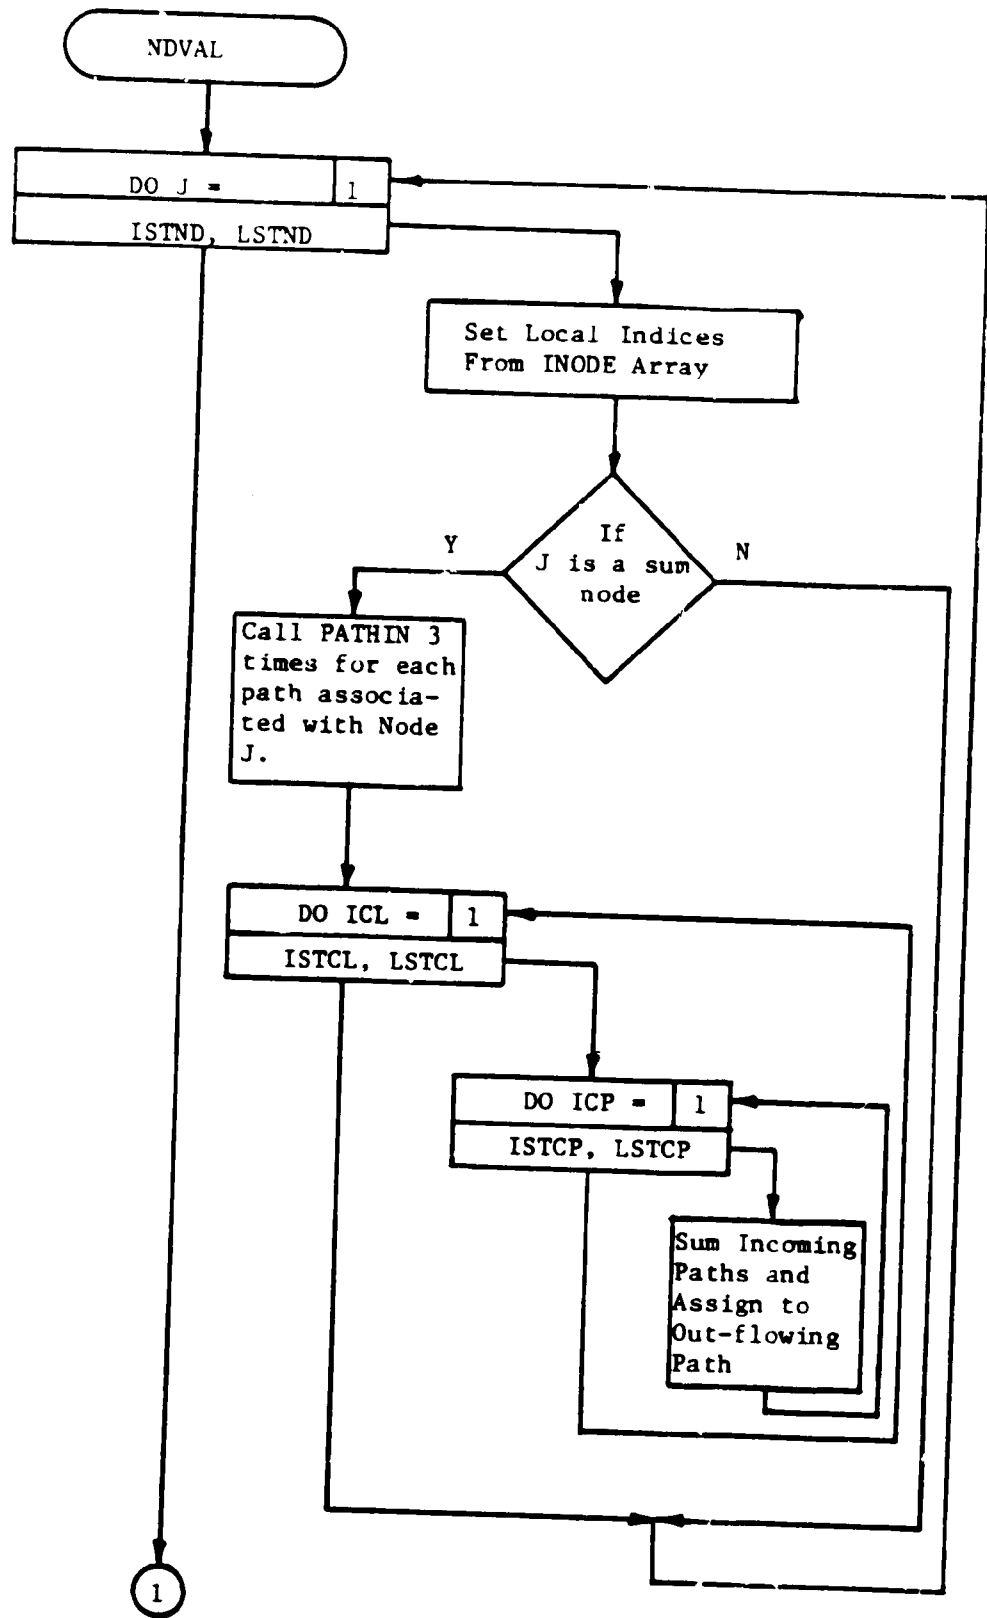 NDVAL
DO J = 1
ISTND, LSTND
Set Local Indices
From INODE Array
If
J is a sum
node
Y
N
Call PATHIN 3
times for each
path associa-
ted with Node
J.
DO ICL = 1
ISTCL, LSTCL
DO ICP = 1
ISTCP, LSTCP
Sum Incoming
Paths and
Assign to
Out-flowing
Path
1